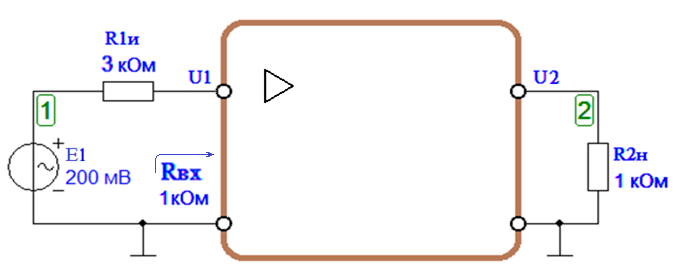 R1и
3 кОм
U1
U2
1
2
+
E1
200 мВ
−
Rвх
1кОм
R2н
1 кОм